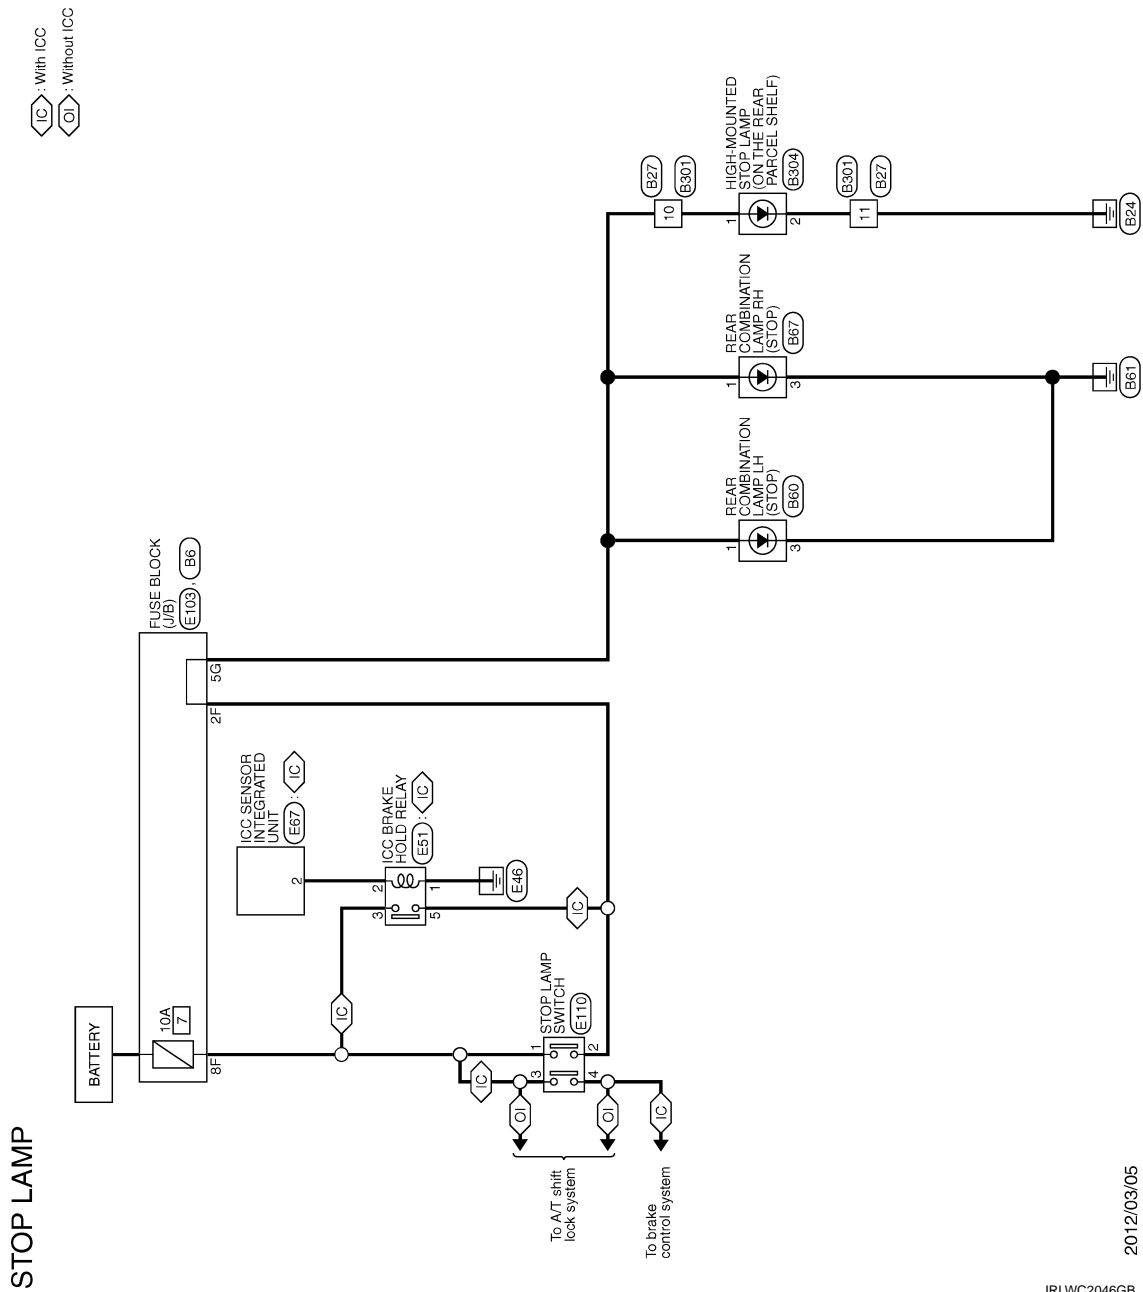 STOP LAMP
IC : With ICC
OI : Without ICC
BATTERY
10A
7
8F
FUSE BLOCK
(J/B)
E103 , B6
2F
5G
ICC SENSOR
INTEGRATED
UNIT
E67 : IC
2
ICC BRAKE
HOLD RELAY
E51 : IC
2
1
3
5
E46
IC
IC
STOP LAMP
SWITCH
E110
1
2
3
4
IC
OI
OI
IC
To A/T shift
lock system
To brake
control system
REAR
COMBINATION
LAMP LH
(STOP)
B60
1
3
REAR
COMBINATION
LAMP RH
(STOP)
B67
1
3
B61
B27
B301
10
HIGH-MOUNTED
STOP LAMP
(ON THE REAR
PARCEL SHELF)
B304
1
2
B301
B27
11
B24
2012/03/05
JRLWC2046GB